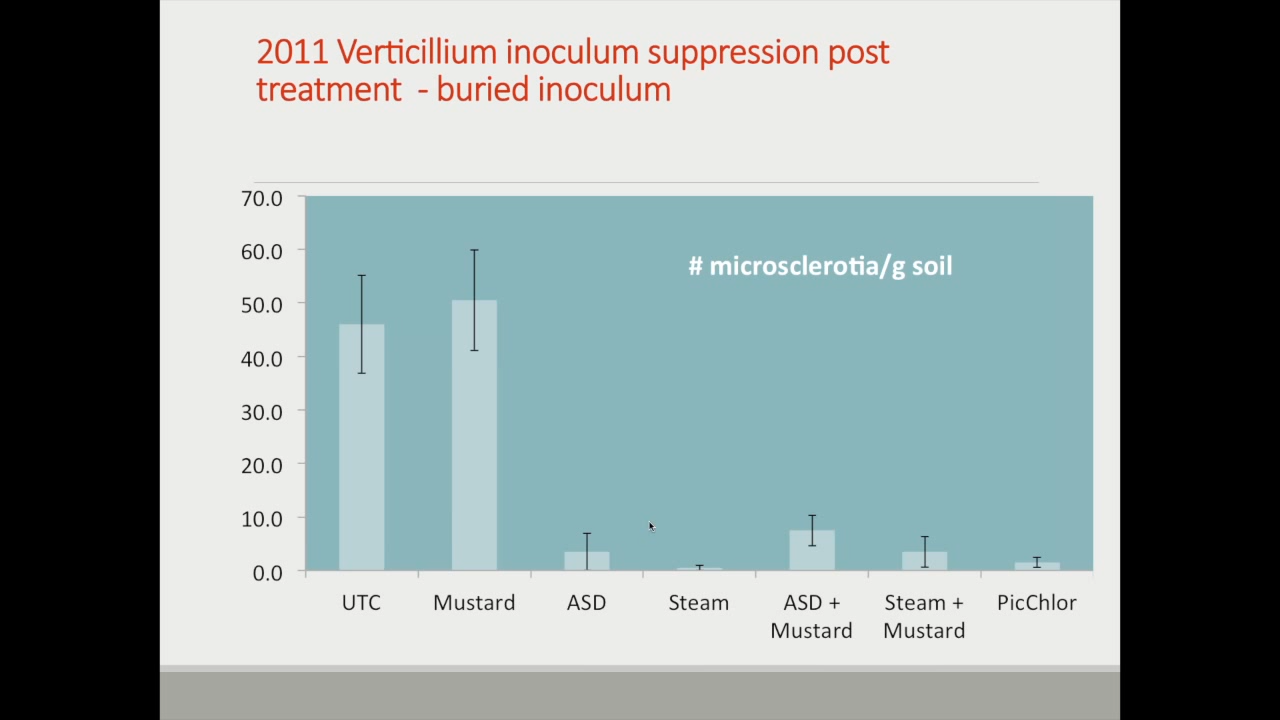 2011 Verticillium inoculum suppression post
treatment - buried inoculum
70.0
60.0
50.0
40.0
30.0
20.0
10.0
0.0
# microsclerotia/g soil
UTC
Mustard
ASD
Steam
ASD +
Mustard
Steam +
Mustard
PicChlor